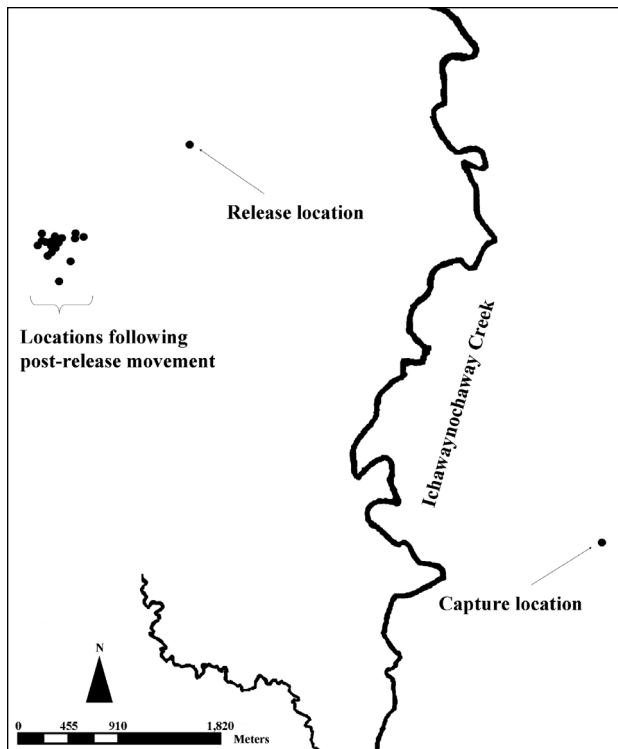 Release location
Locations following
post-release movement
Ichawaynochaway Creek
Capture location
N
0 455 910 1,820
Meters